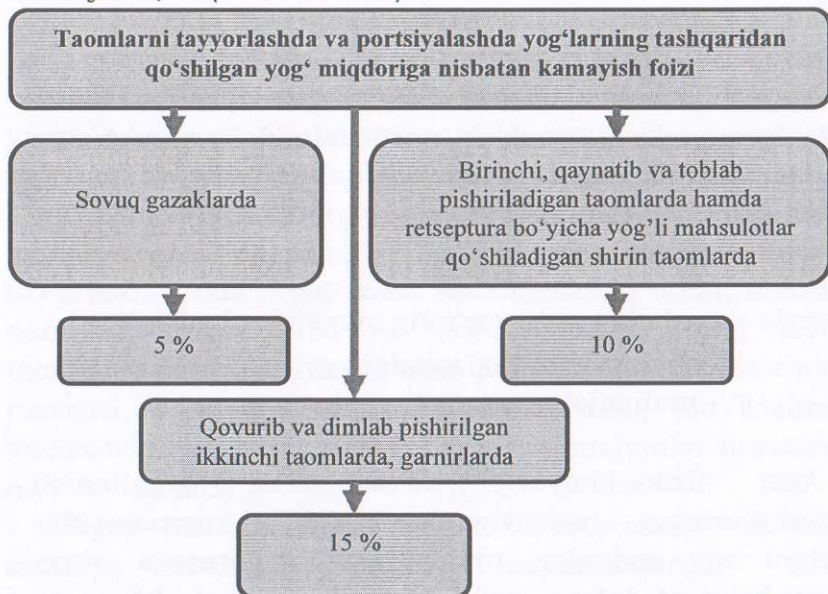 Taomlarni tayyorlashda va portsiyalashda yog‘larning tashqaridan
qo‘shilgan yog‘ miqdoriga nisbatan kamayish foizi
Sovuq gazaklarda
Birinchi, qaynatib va toblab
pishiriladigan taomlarda hamda
retseptura bo‘yicha yog’li mahsulotlar
qo‘shiladigan shirin taomlarda
5 %
10 %
Qovurib va dimlab pishirilgan
ikkinchi taomlarda, garnirlarda
15 %